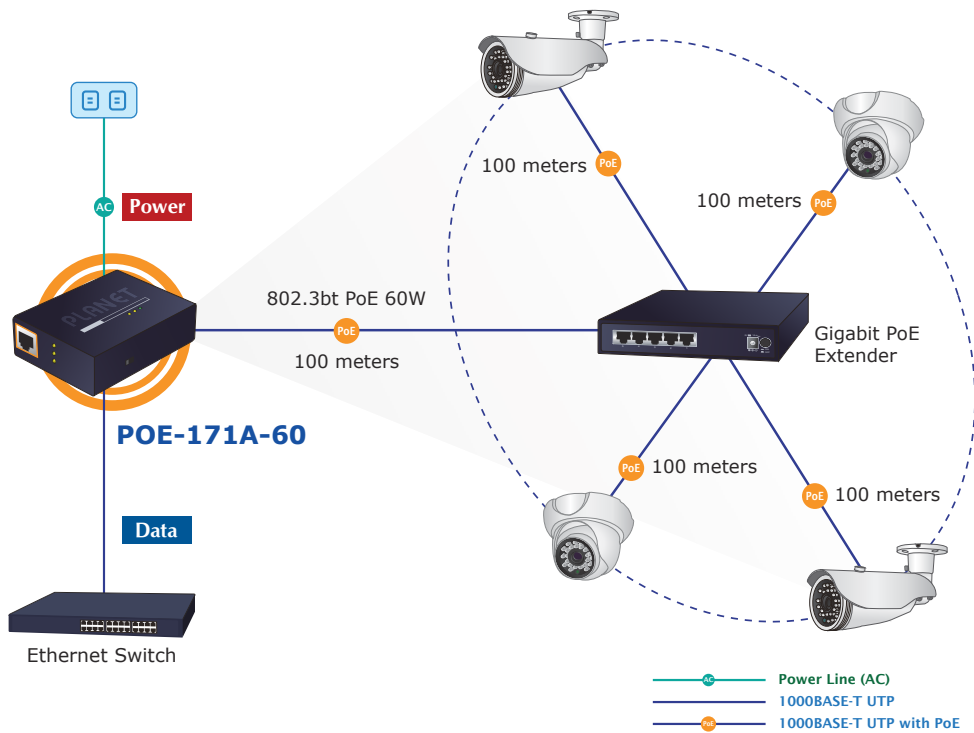 100 meters
PoE
100 meters
PoE
AC
Power
PLANET
802.3bt PoE 60W
PoE
100 meters
Gigabit PoE
Extender
POE-171A-60
PoE
100 meters
PoE
100 meters
Data
Ethernet Switch
AC
Power Line (AC)
1000BASE-T UTP
PoE
1000BASE-T UTP with PoE